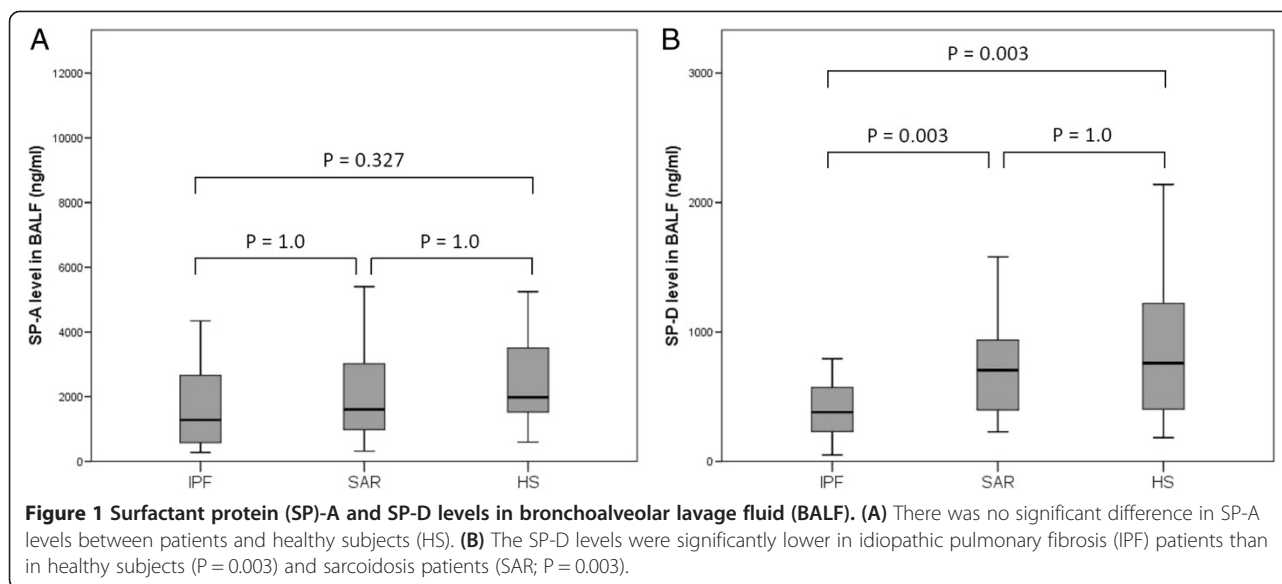 A
B
SP-A level in BALF (ng/ml)
12000
10000
8000
6000
4000
2000
0
P = 0.327
P = 1.0 P = 1.0
IPF SAR HS
SP-D level in BALF (ng/ml)
3000
2000
1000
0
P = 0.003
P = 0.003 P = 1.0
IPF SAR HS
Figure 1 Surfactant protein (SP)-A and SP-D levels in bronchoalveolar lavage fluid (BALF). (A) There was no significant difference in SP-A
levels between patients and healthy subjects (HS). (B) The SP-D levels were significantly lower in idiopathic pulmonary fibrosis (IPF) patients than
in healthy subjects (P = 0.003) and sarcoidosis patients (SAR; P = 0.003).